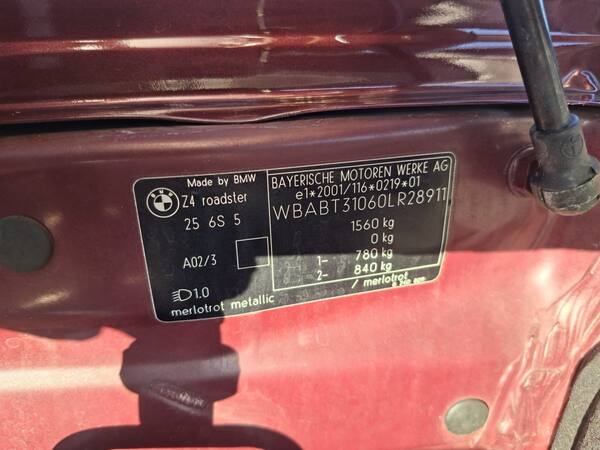 Made by BMW
Z4 roadster
25 6S 5
A02/3
1.0
merlotrot metallic
BAYERISCHE MOTOREN WERKE AG
e1*2001/116*0219*01
WBABT31060LR28911
1560 kg
0 kg
1- 780 kg
2- 840 kg
/ merlotrot